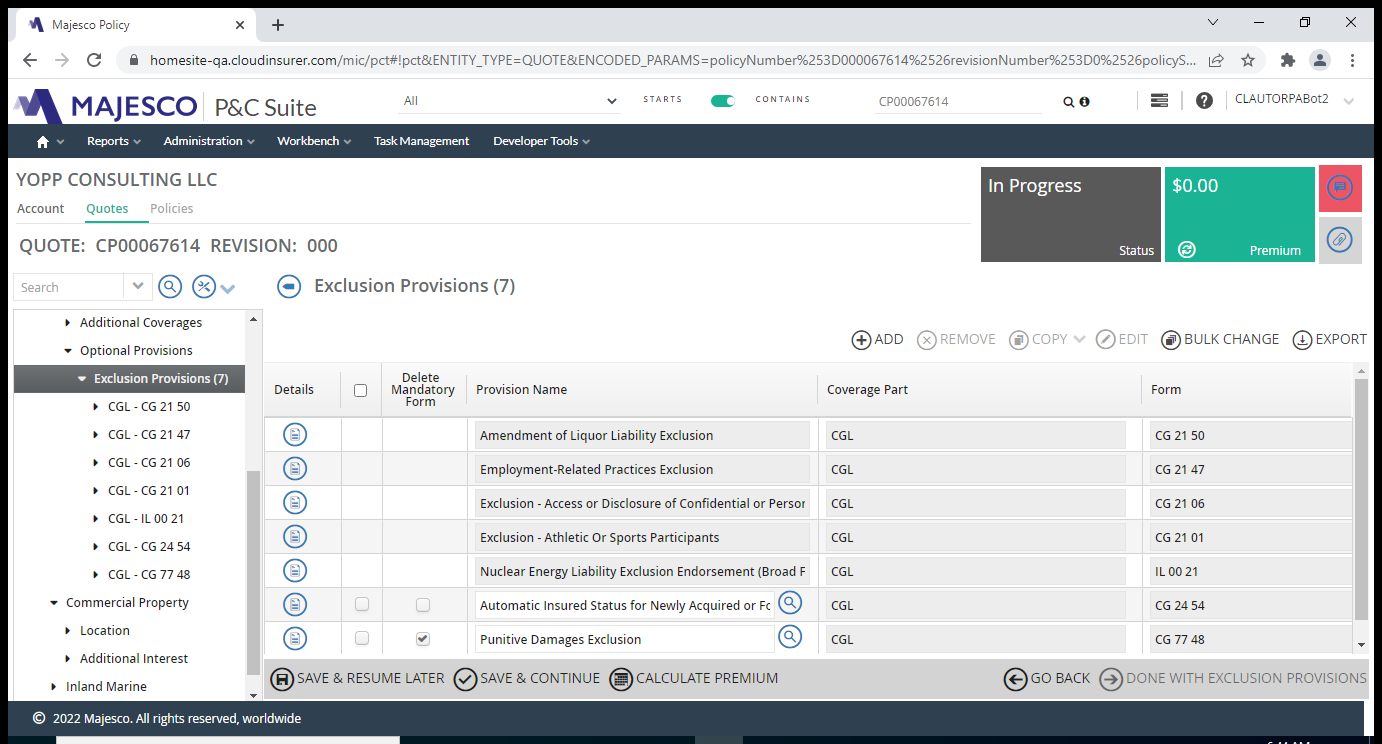 Majesco Policy
homesite-qa.cloudinsurer.com/mic/pct#!pct&ENTITY_TYPE=QUOTE&ENCODED_PARAMS=policyNumber%253D000067614%2526revisionNumber%253D0%2526policyS...
MAJESCO P&C Suite All STARTS CONTAINS CP00067614 CLAUTORPABot2
Reports Administration Workbench Task Management Developer Tools
YOPP CONSULTING LLC
Account Quotes Policies
QUOTE: CP00067614 REVISION: 000
In Progress
Status
$0.00
Premium
Search
Exclusion Provisions (7)
Additional Coverages
Optional Provisions
Exclusion Provisions (7)
CGL - CG 21 50
CGL - CG 21 47
CGL - CG 21 06
CGL - CG 21 01
CGL - IL 00 21
CGL - CG 24 54
CGL - CG 77 48
Commercial Property
Location
Additional Interest
Inland Marine
ADD REMOVE COPY EDIT BULK CHANGE EXPORT
Details Delete Mandatory Form Provision Name Coverage Part Form
Amendment of Liquor Liability Exclusion CGL CG 21 50
Employment-Related Practices Exclusion CGL CG 21 47
Exclusion - Access or Disclosure of Confidential or Person CGL CG 21 06
Exclusion - Athletic Or Sports Participants CGL CG 21 01
Nuclear Energy Liability Exclusion Endorsement (Broad F CGL IL 00 21
Automatic Insured Status for Newly Acquired or Fo CGL CG 24 54
Punitive Damages Exclusion CGL CG 77 48
SAVE & RESUME LATER SAVE & CONTINUE CALCULATE PREMIUM GO BACK DONE WITH EXCLUSION PROVISIONS
© 2022 Majesco. All rights reserved, worldwide